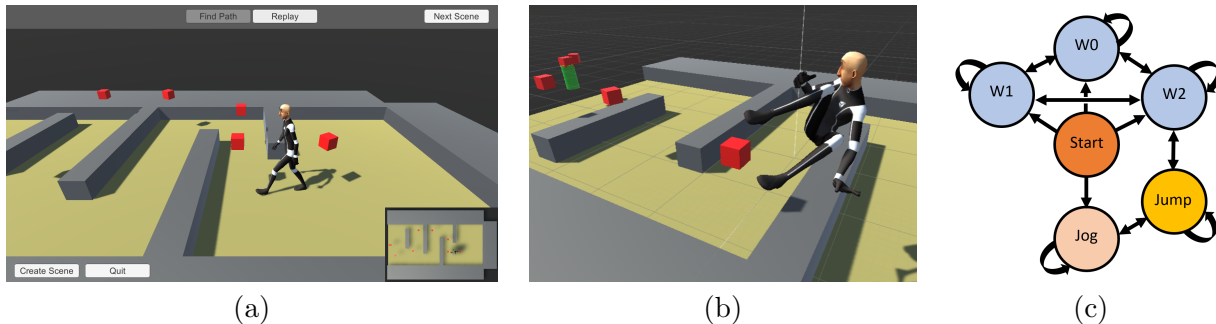 Find Path
Replay
Next Scene
Create Scene
Quit
W0
W1
W2
Start
Jump
Jog
(a)
(b)
(c)